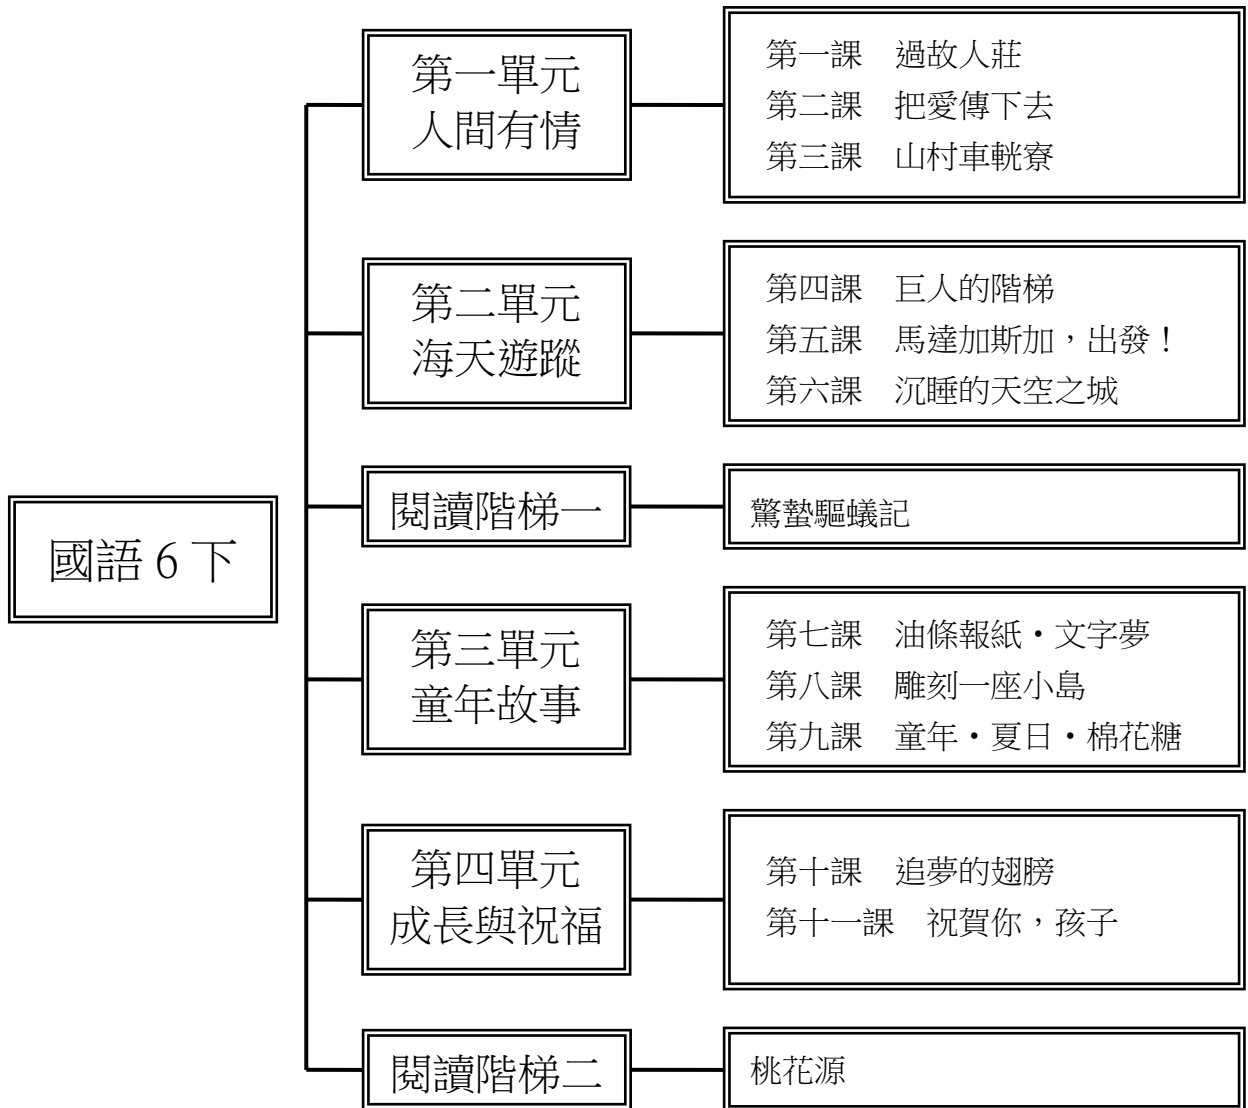 國語 6 下
第一單元
人間有情
第一課　過故人莊
第二課　把愛傳下去
第三課　山村車輄寮
第二單元
海天遊蹤
第四課　巨人的階梯
第五課　馬達加斯加，出發！
第六課　沉睡的天空之城
閱讀階梯一
驚蟄驅蟻記
第三單元
童年故事
第七課　油條報紙・文字夢
第八課　雕刻一座小島
第九課　童年・夏日・棉花糖
第四單元
成長與祝福
第十課　追夢的翅膀
第十一課　祝賀你，孩子
閱讀階梯二
桃花源